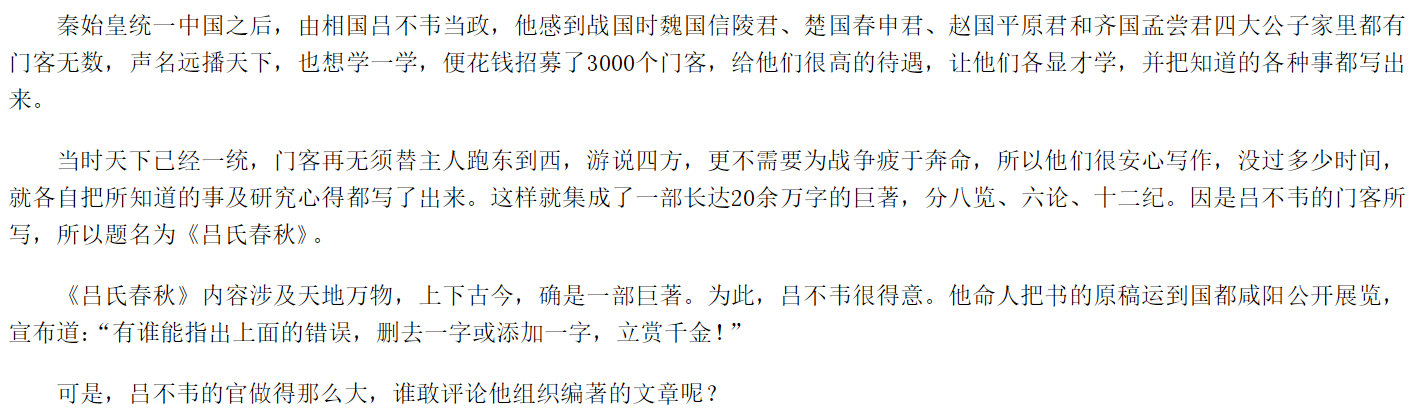 秦始皇统一中国之后，由相国吕不韦当政，他感到战国时魏国信陵君、楚国春申君、赵国平原君和齐国孟尝君四大公子家里都有
门客无数，声名远播天下，也想学一学，便花钱招募了3000个门客，给他们很高的待遇，让他们各显才学，并把知道的各种事都写出
来。
当时天下已经一统，门客再无须替主人跑东到西，游说四方，更不需要为战争疲于奔命，所以他们很安心写作，没过多少时间，
就各自把所知道的事及研究心得都写了出来。这样就集成了一部长达20余万字的巨著，分八览、六论、十二纪。因是吕不韦的门客所
写，所以题名为《吕氏春秋》。
《吕氏春秋》内容涉及天地万物，上下古今，确是一部巨著。为此，吕不韦很得意。他命人把书的原稿运到国都咸阳公开展览，
宣布道：“有谁能指出上面的错误，删去一字或添加一字，立赏千金！”
可是，吕不韦的官做得那么大，谁敢评论他组织编著的文章呢？